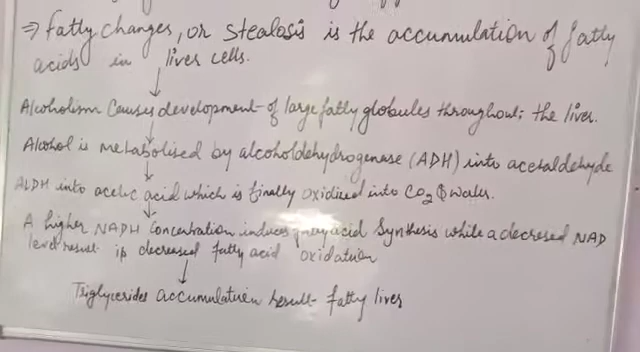 ⇒ Fatty changes, or stealosis is the accumulation of fatty
acids in liver cells.
↓
Alcoholism causes development of large fatty globules throughout the liver.
↓
Alcohol is metabolised by alcoholdehydrogenase (ADH) into acetaldehyde
↓
ALDH into acetic acid which is finally oxidised into CO₂ & water.
↓
A higher NADH concentration induces fatty acid synthesis while a decresed NAD
level result in decreased fatty acid oxidation
↓
Triglycerides accumulation result fatty liver